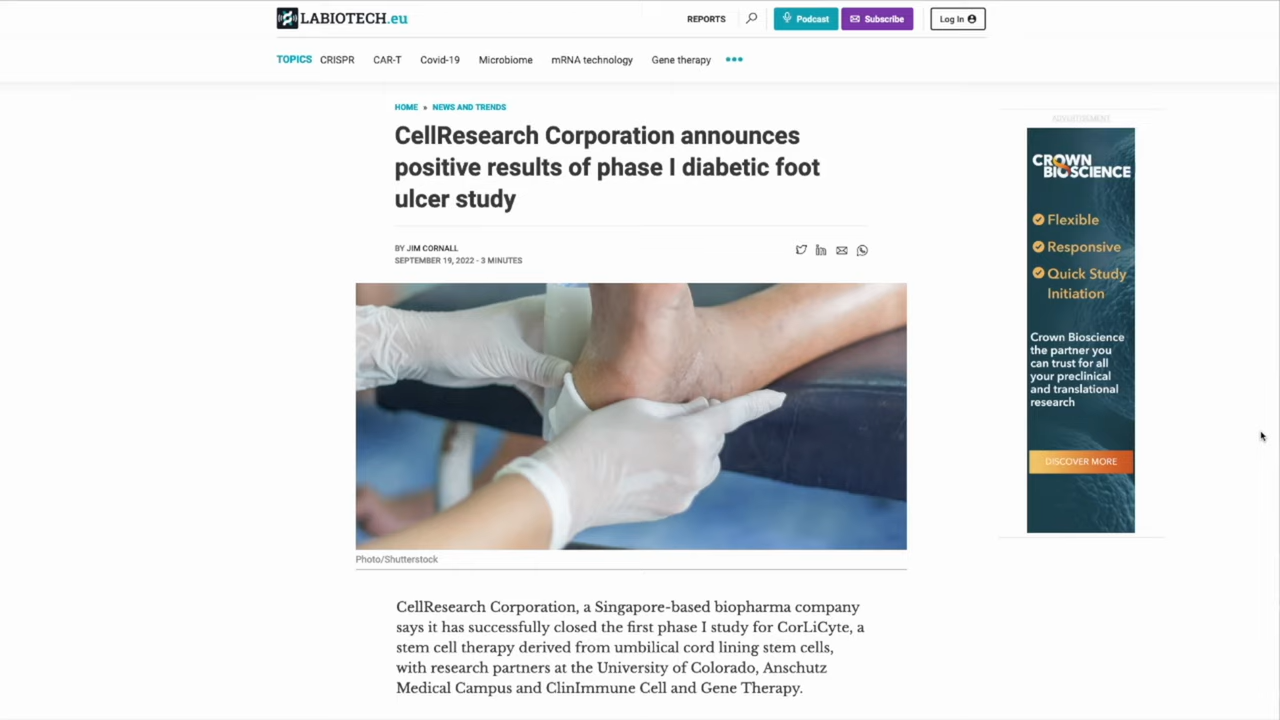 LABIOTECH.eu
REPORTS
Podcast
Subscribe
Log In
TOPICS CRISPR CAR-T Covid-19 Microbiome mRNA technology Gene therapy
HOME » NEWS AND TRENDS
CellResearch Corporation announces
positive results of phase I diabetic foot
ulcer study
BY JIM CORNALL
SEPTEMBER 19, 2022 - 3 MINUTES
Photo/Shutterstock
CellResearch Corporation, a Singapore-based biopharma company
says it has successfully closed the first phase I study for CorLiCyte, a
stem cell therapy derived from umbilical cord lining stem cells,
with research partners at the University of Colorado, Anschutz
Medical Campus and ClinImmune Cell and Gene Therapy.
ADVERTISEMENT
CROWN
BIOSCIENCE
Flexible
Responsive
Quick Study
Initiation
Crown Bioscience
the partner you
can trust for all
your preclinical
and translational
research
DISCOVER MORE